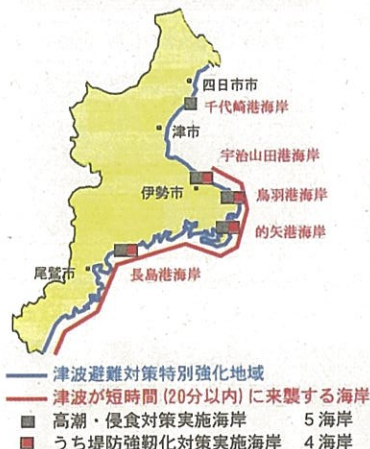 四日市市
千代崎港海岸
津市
宇治山田港海岸
伊勢市
鳥羽港海岸
的矢港海岸
尾鷲市
長島港海岸
津波避難対策特別強化地域
津波が短時間(20分以内)に来襲する海岸
高潮・侵食対策実施海岸 5海岸
うち堤防強靭化対策実施海岸 4海岸